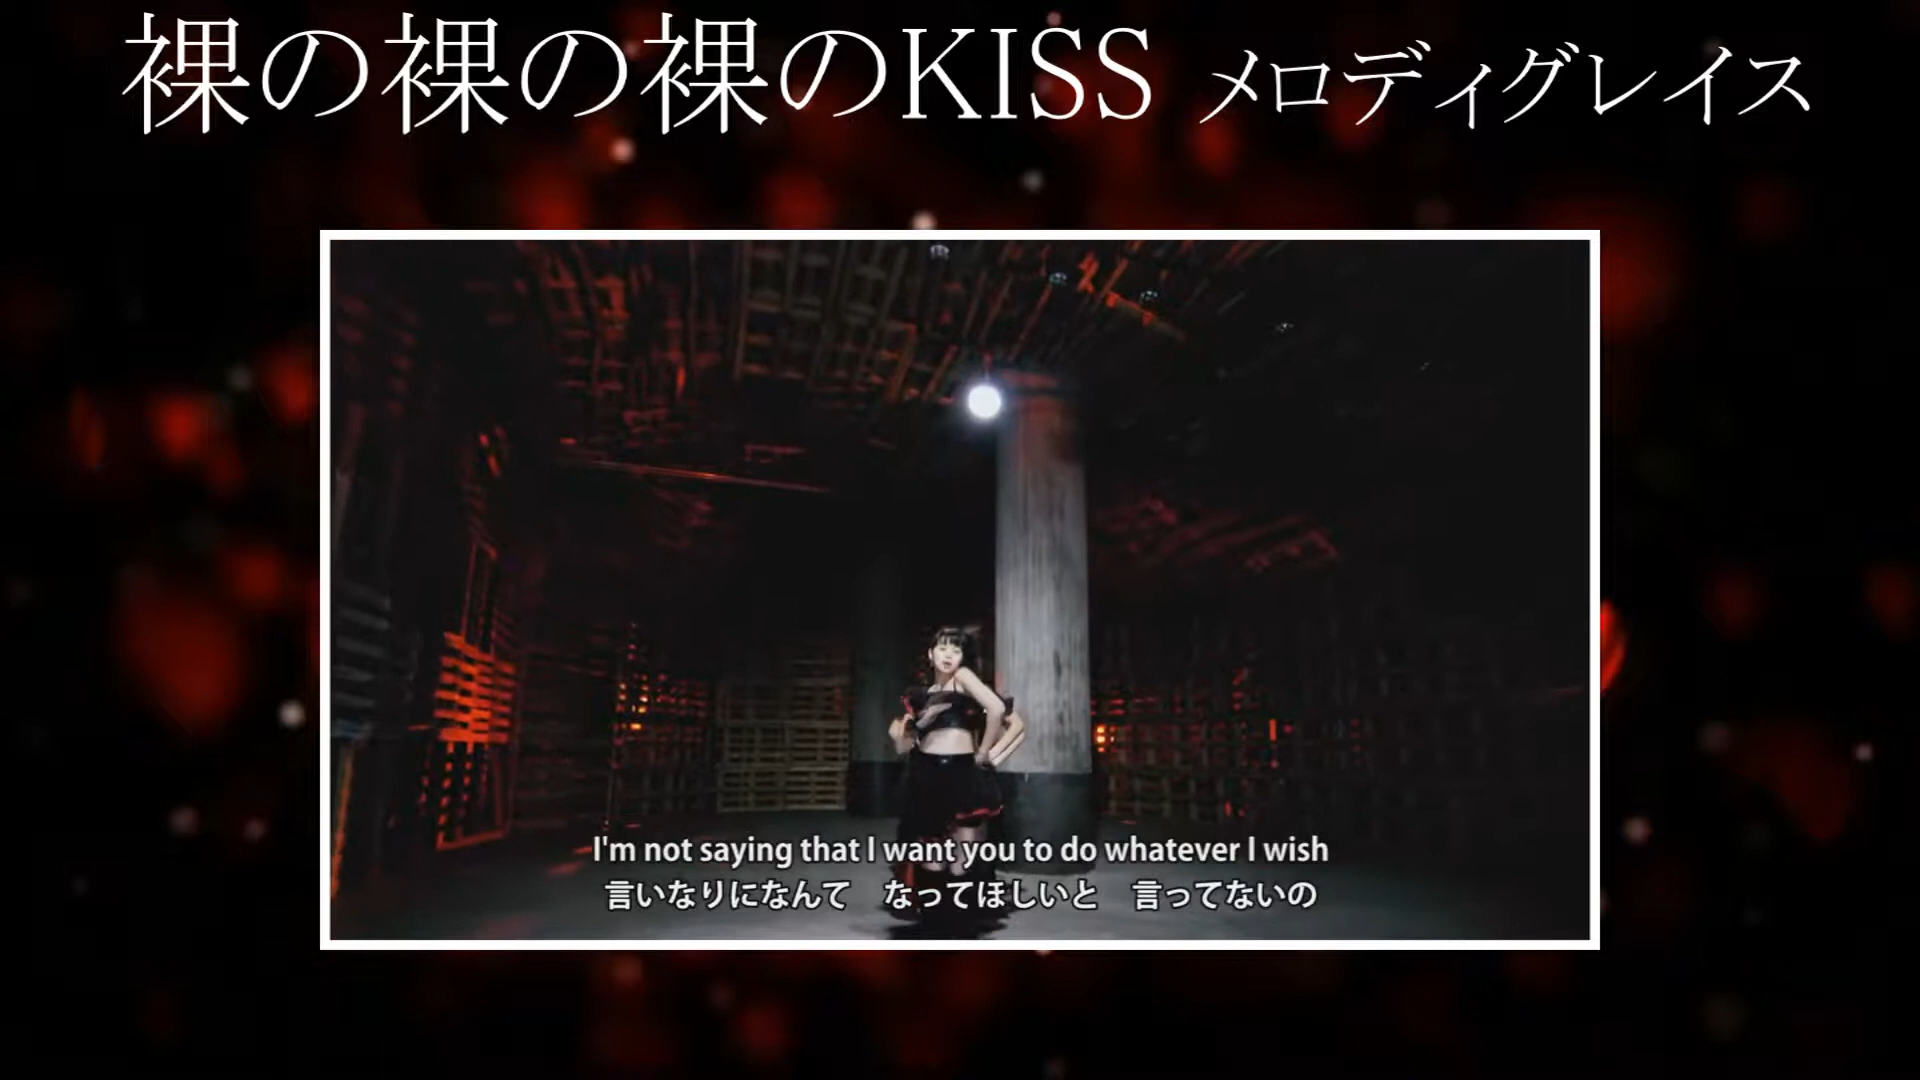 裸の裸の裸のKISS メロディグレイス
I'm not saying that I want you to do whatever I wish
言いなりになんて　なってほしいと　言ってないの